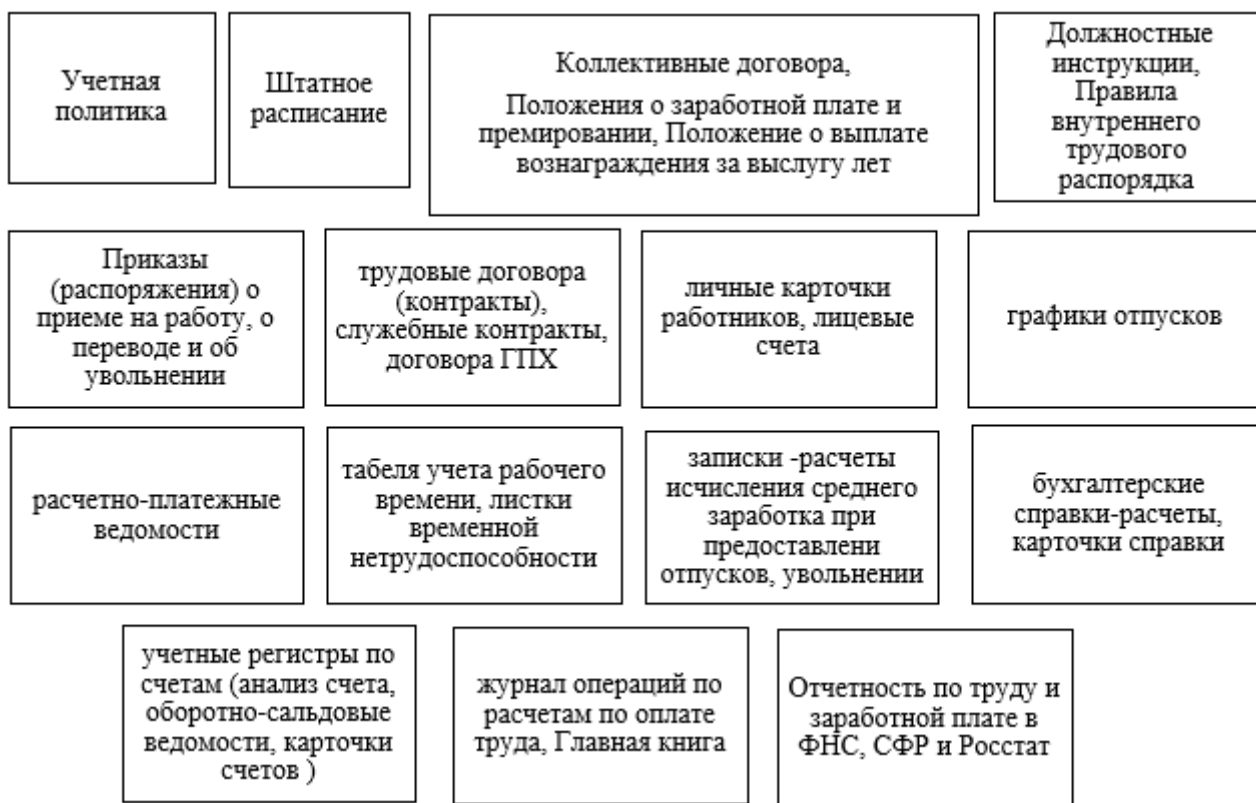 Учетная
политика
Штатное
расписание
Коллективные договора,
Положения о заработной плате и
премировании, Положение о выплате
вознаграждения за выслугу лет
Должностные
инструкции,
Правила
внутреннего
трудового
распорядка
Приказы
(распоряжения) о
приеме на работу, о
переводе и об
увольнении
трудовые договора
(контракты),
служебные контракты,
договора ГПХ
личные карточки
работников, лицевые
счета
графики отпусков
расчетно-платежные
ведомости
табеля учета рабочего
времени, листки
временной
нетрудоспособности
записки -расчеты
исчисления среднего
заработка при
предоставлени
отпусков, увольнении
бухгалтерские
справки-расчеты,
карточки справки
учетные регистры по
счетам (анализ счета,
оборотно-сальдовые
ведомости, карточки
счетов )
журнал операций по
расчетам по оплате
труда, Главная книга
Отчетность по труду и
заработной плате в
ФНС, СФР и Росстат